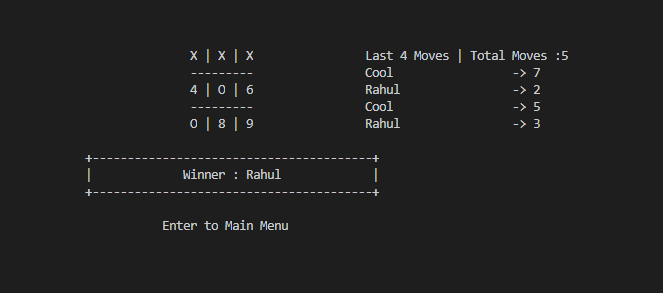 X | X | X Last 4 Moves | Total Moves :5
--------- Cool -> 7
4 | O | 6 Rahul -> 2
--------- Cool -> 5
O | 8 | 9 Rahul -> 3
+----------------------------------------+
| Winner : Rahul |
+----------------------------------------+
Enter to Main Menu